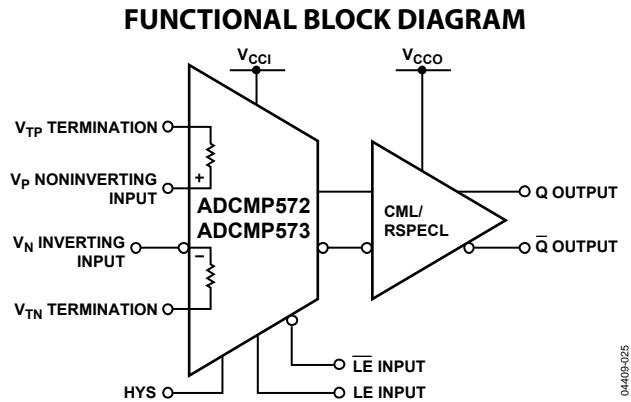 FUNCTIONAL BLOCK DIAGRAM
VCCI
VCCO
VTP TERMINATION
VP NONINVERTING
INPUT
+
ADCMP572
ADCMP573
CML/
RSPECL
Q OUTPUT
Q̅ OUTPUT
VN INVERTING
INPUT
–
VTN TERMINATION
L̅E̅ INPUT
HYS
LE INPUT
04409-025